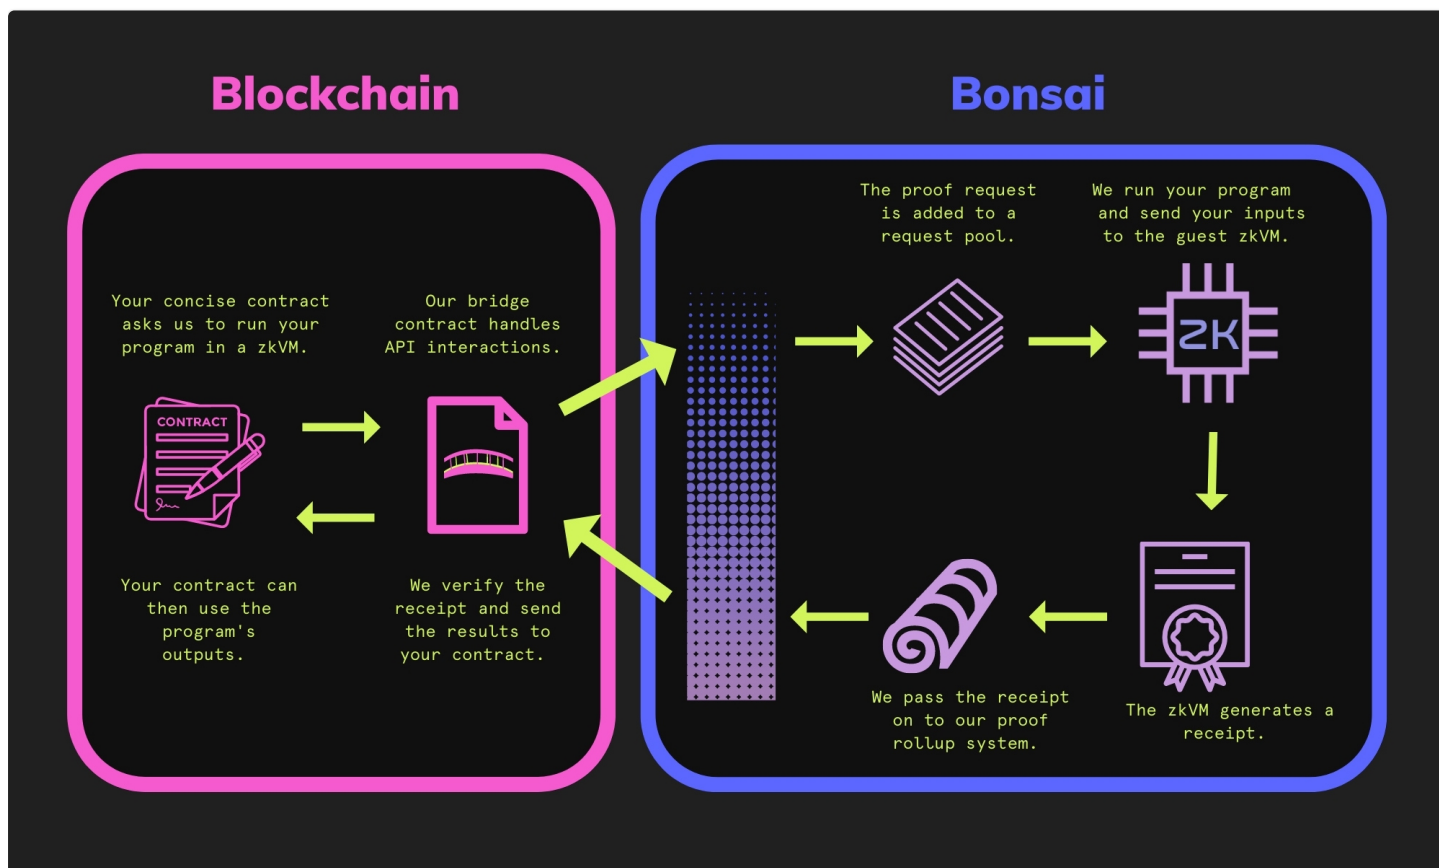 Blockchain
Bonsai
Your concise contract
asks us to run your
program in a zkVM.
Our bridge
contract handles
API interactions.
The proof request
is added to a
request pool.
We run your program
and send your inputs
to the guest zkVM.
CONTRACT
ZK
Your contract can
then use the
program's
outputs.
We verify the
receipt and send
the results to
your contract.
We pass the receipt
on to our proof
rollup system.
The zkVM generates a
receipt.